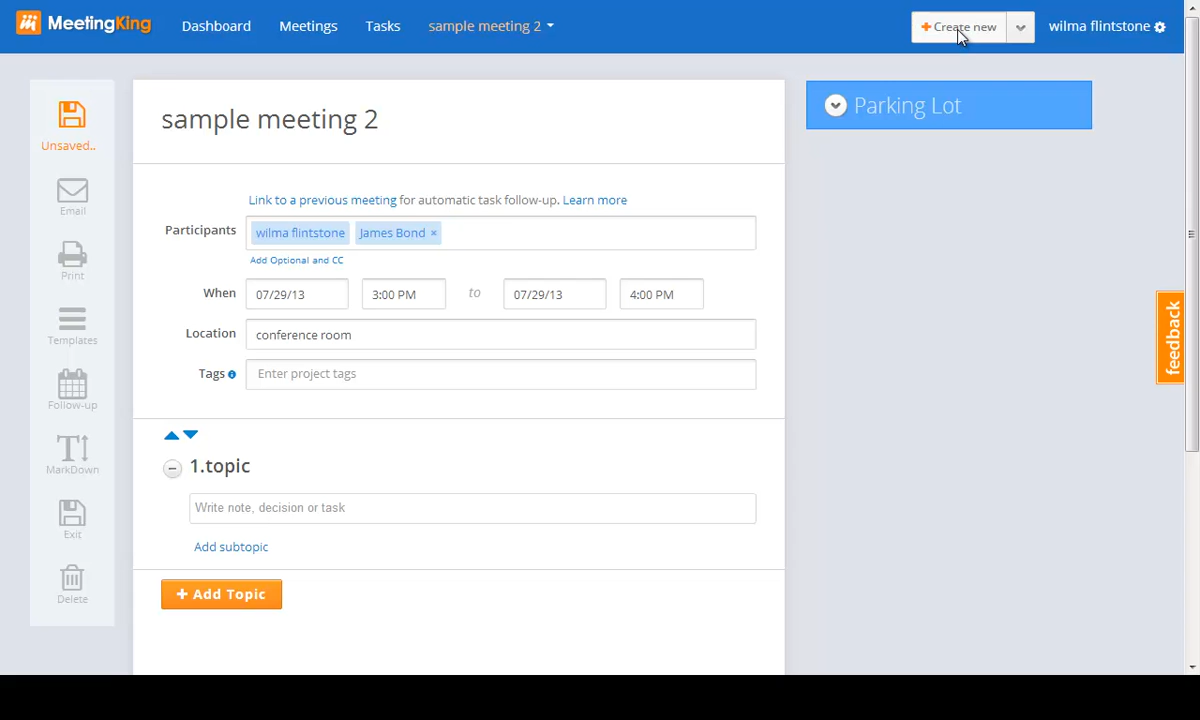 MeetingKing Dashboard Meetings Tasks sample meeting 2 + Create new wilma flintstone
Unsaved..
Email
Print
Templates
Follow-up
MarkDown
Exit
Delete
sample meeting 2
Link to a previous meeting for automatic task follow-up. Learn more
Participants wilma flintstone James Bond ×
Add Optional and CC
When 07/29/13 3:00 PM to 07/29/13 4:00 PM
Location conference room
Tags Enter project tags
1.topic
Write note, decision or task
Add subtopic
+ Add Topic
Parking Lot
feedback